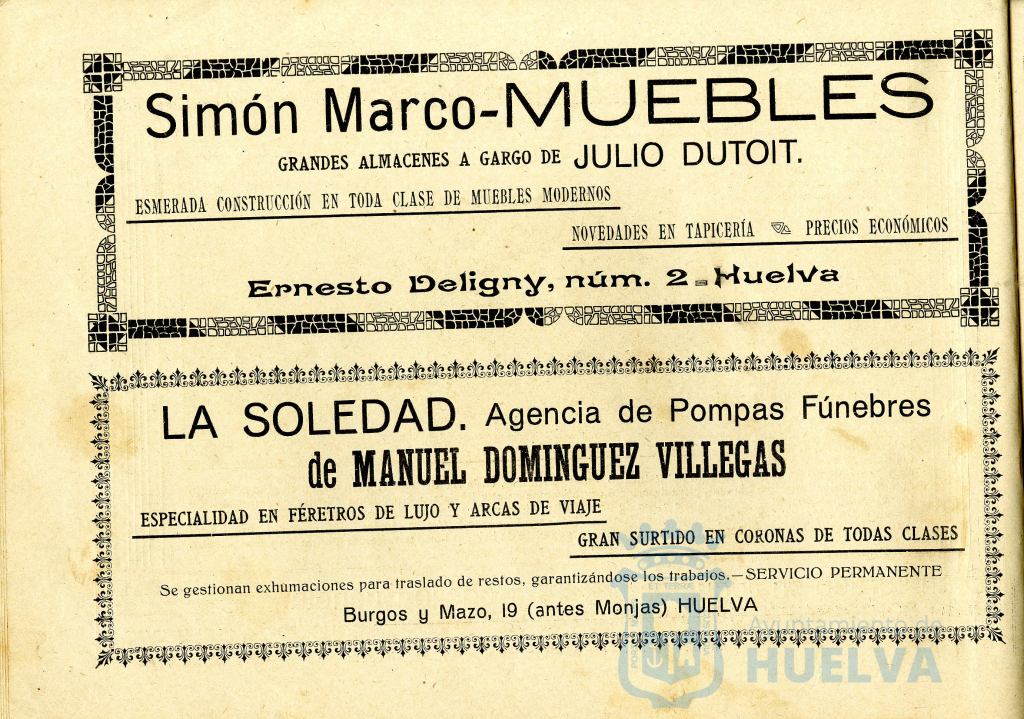 Simón Marco-MUEBLES
GRANDES ALMACENES A GARGO DE JULIO DUTOIT.
ESMERADA CONSTRUCCIÓN EN TODA CLASE DE MUEBLES MODERNOS
NOVEDADES EN TAPICERÍA PRECIOS ECONÓMICOS
Ernesto Deligny, núm. 2=Huelva
LA SOLEDAD. Agencia de Pompas Fúnebres
de MANUEL DOMINGUEZ VILLEGAS
ESPECIALIDAD EN FÉRETROS DE LUJO Y ARCAS DE VIAJE
GRAN SURTIDO EN CORONAS DE TODAS CLASES
Se gestionan exhumaciones para traslado de restos, garantizándose los trabajos.—SERVICIO PERMANENTE
Burgos y Mazo, 19 (antes Monjas) HUELVA
Ayuntamiento de
HUELVA